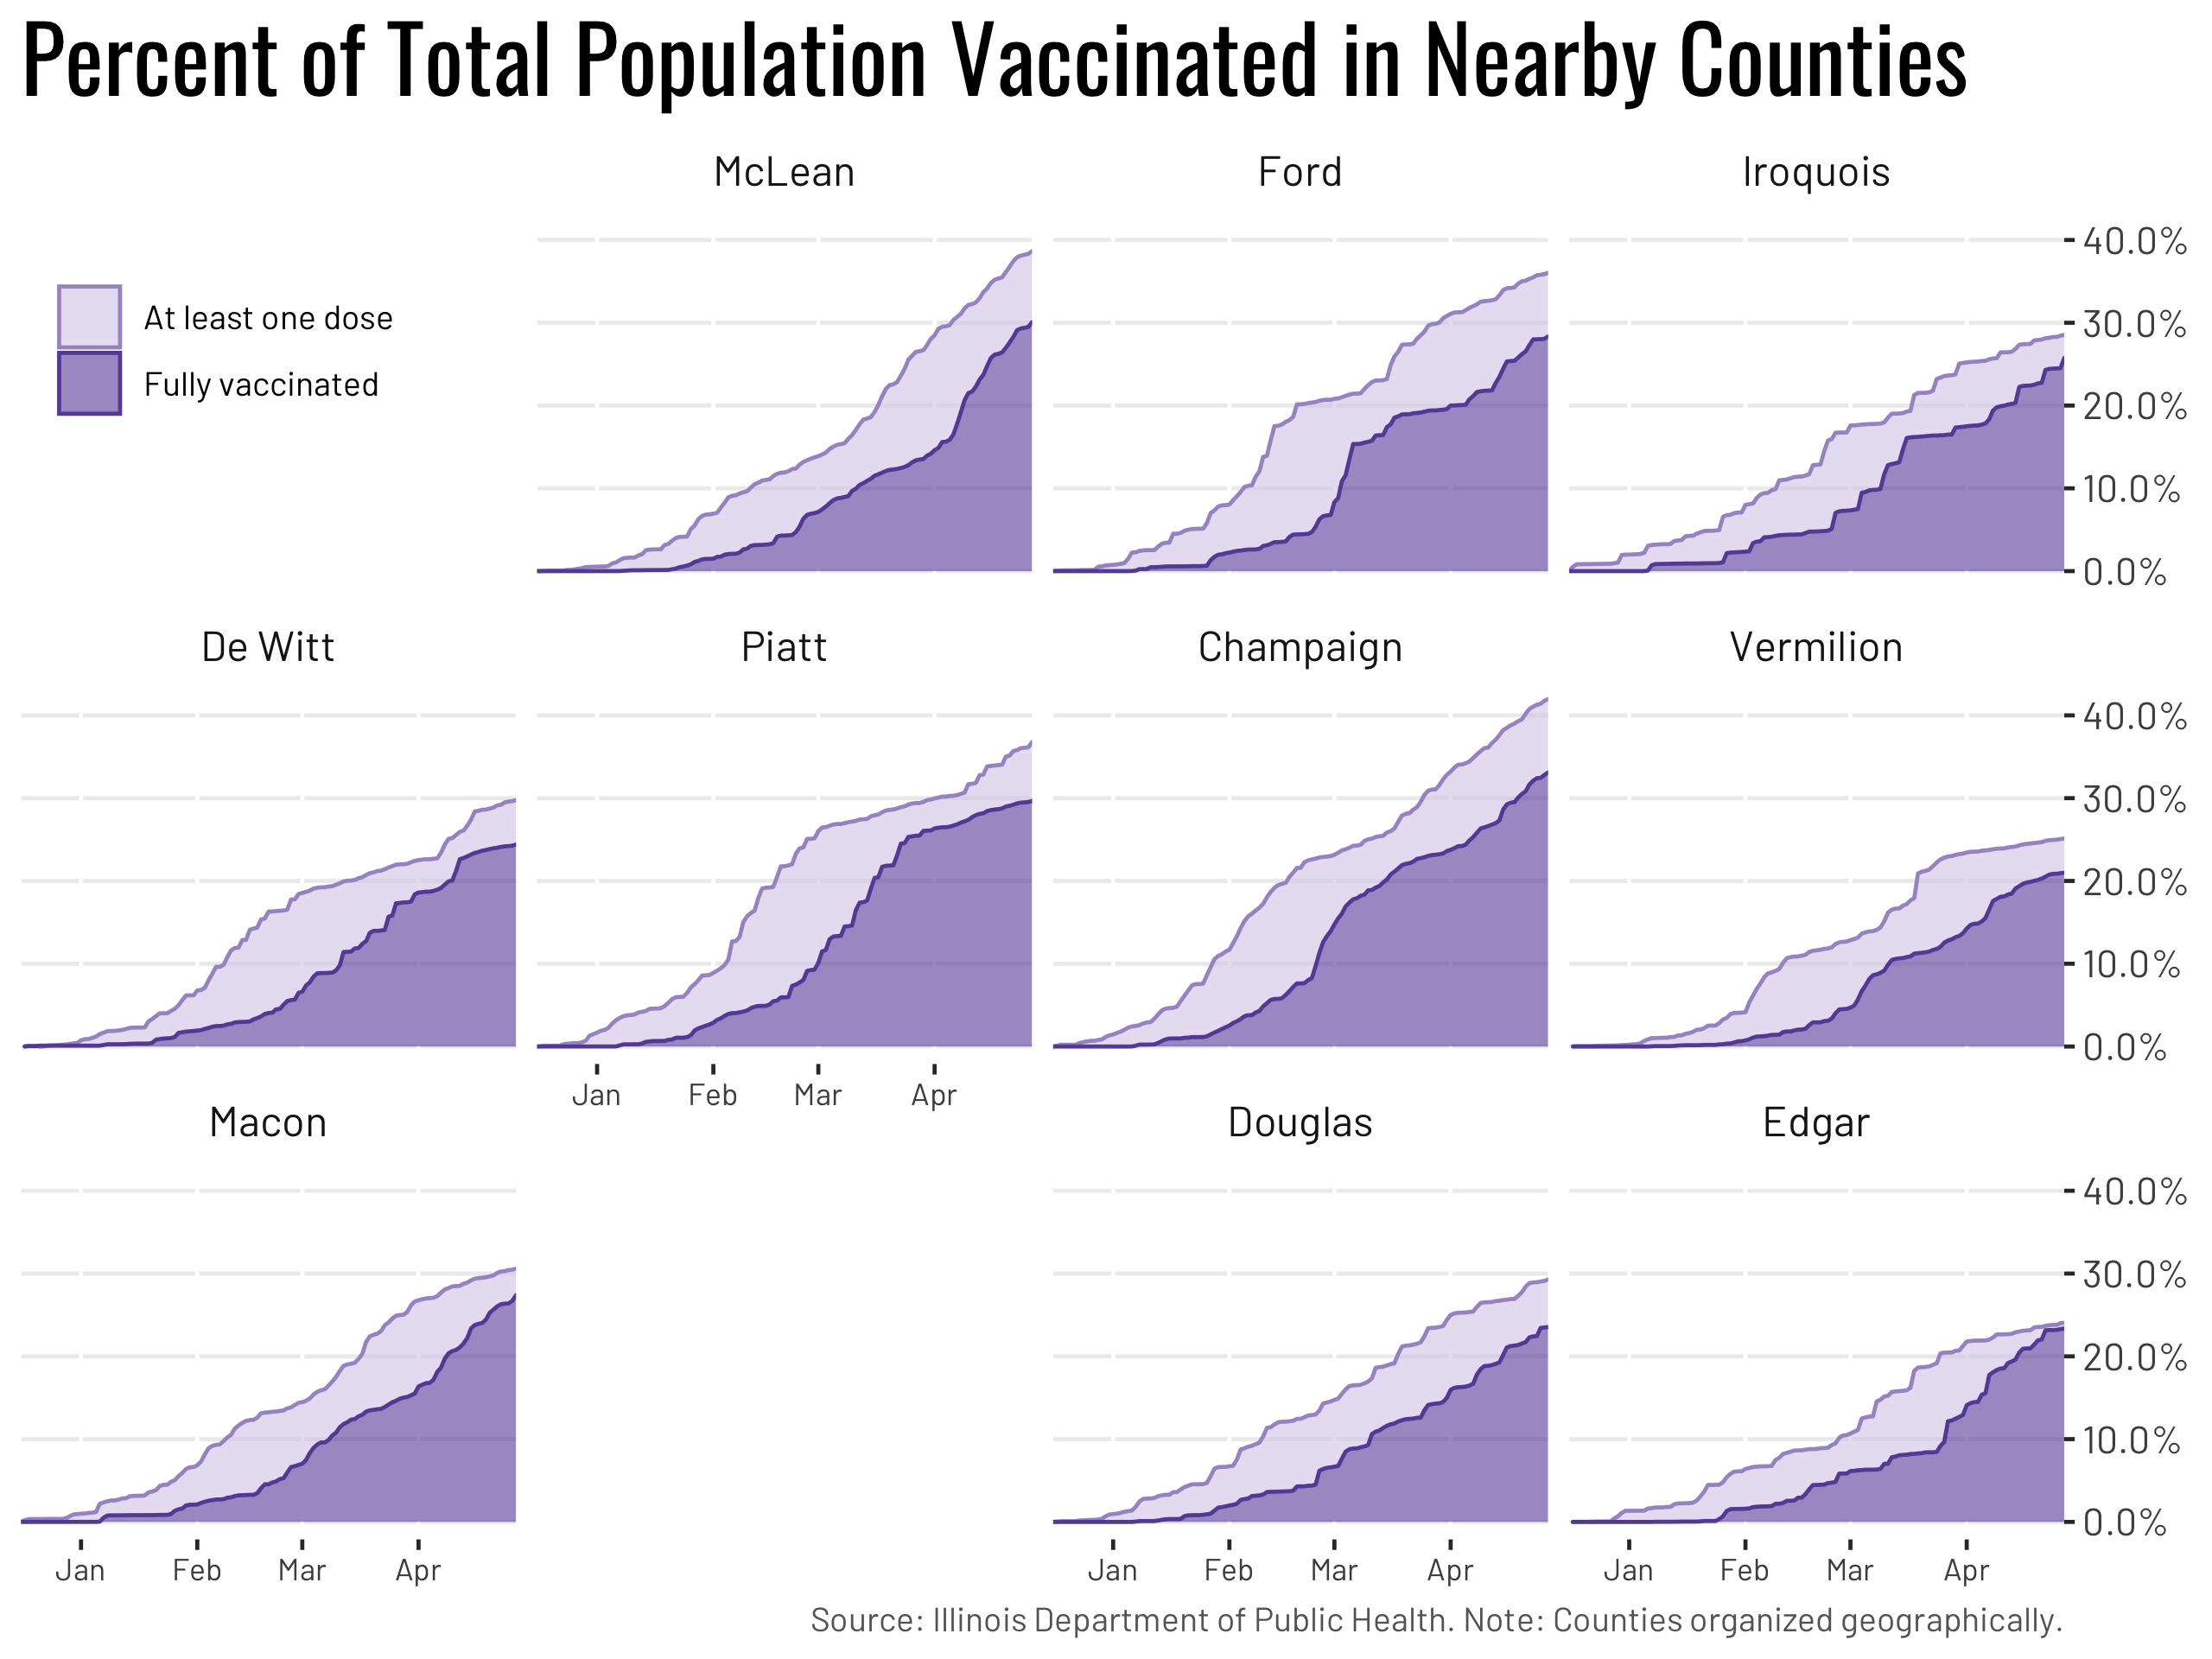 Percent of Total Population Vaccinated in Nearby Counties
McLean
Ford
Iroquois
At least one dose
Fully vaccinated
40.0%
30.0%
20.0%
10.0%
0.0%
De Witt
Piatt
Champaign
Vermilion
40.0%
30.0%
20.0%
10.0%
0.0%
Jan Feb Mar Apr
Macon
Douglas
Edgar
40.0%
30.0%
20.0%
10.0%
0.0%
Jan Feb Mar Apr
Jan Feb Mar Apr
Jan Feb Mar Apr
Source: Illinois Department of Public Health. Note: Counties organized geographically.